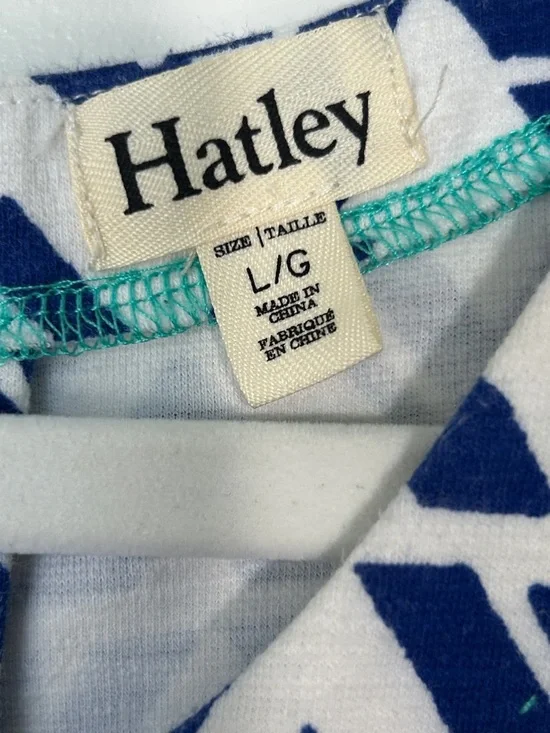 Hatley
SIZE | TAILLE
L/G
MADE IN
CHINA
FABRIQUÉ
EN CHINE